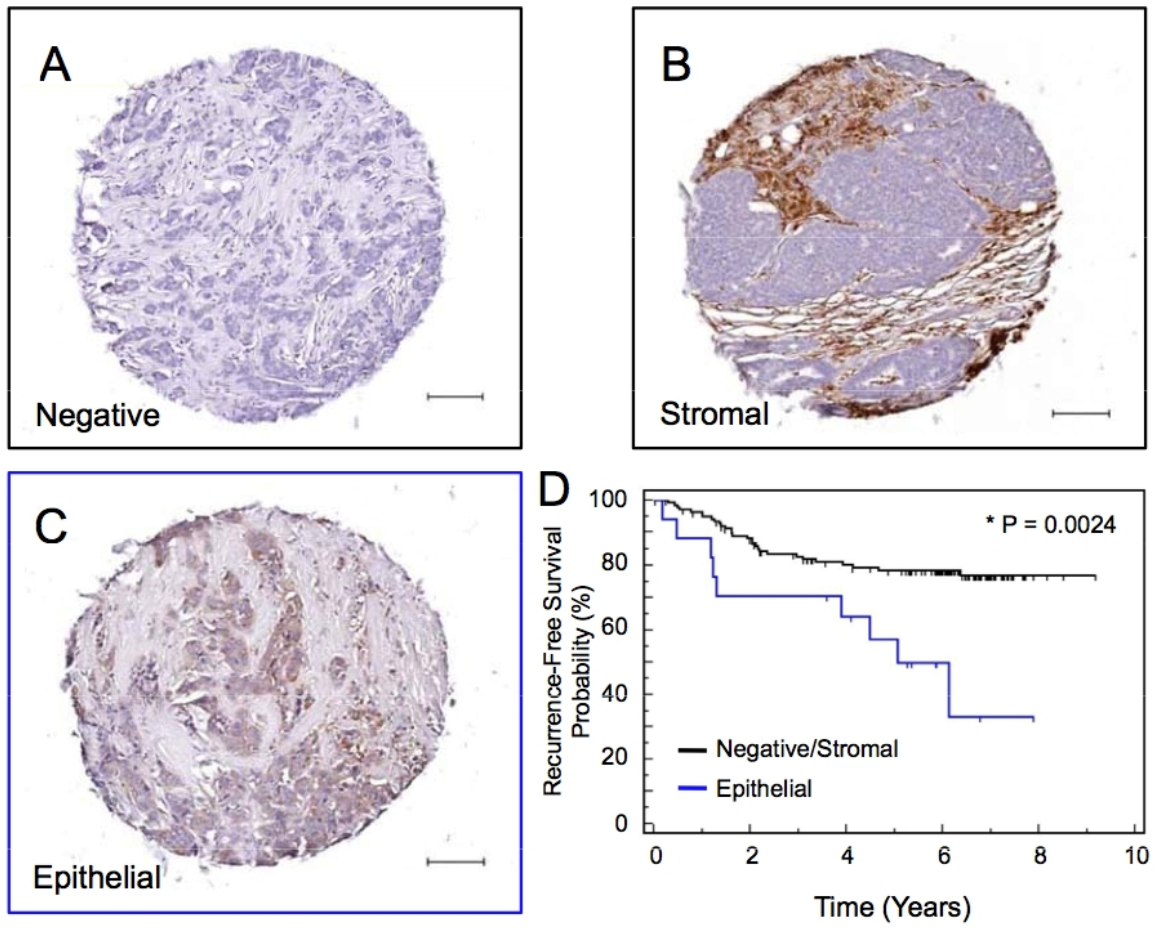 A
Negative
B
Stromal
C
Epithelial
D
Recurrence-Free Survival
Probability (%)
100
80
60
40
20
0
* P = 0.0024
Negative/Stromal
Epithelial
0 2 4 6 8 10
Time (Years)